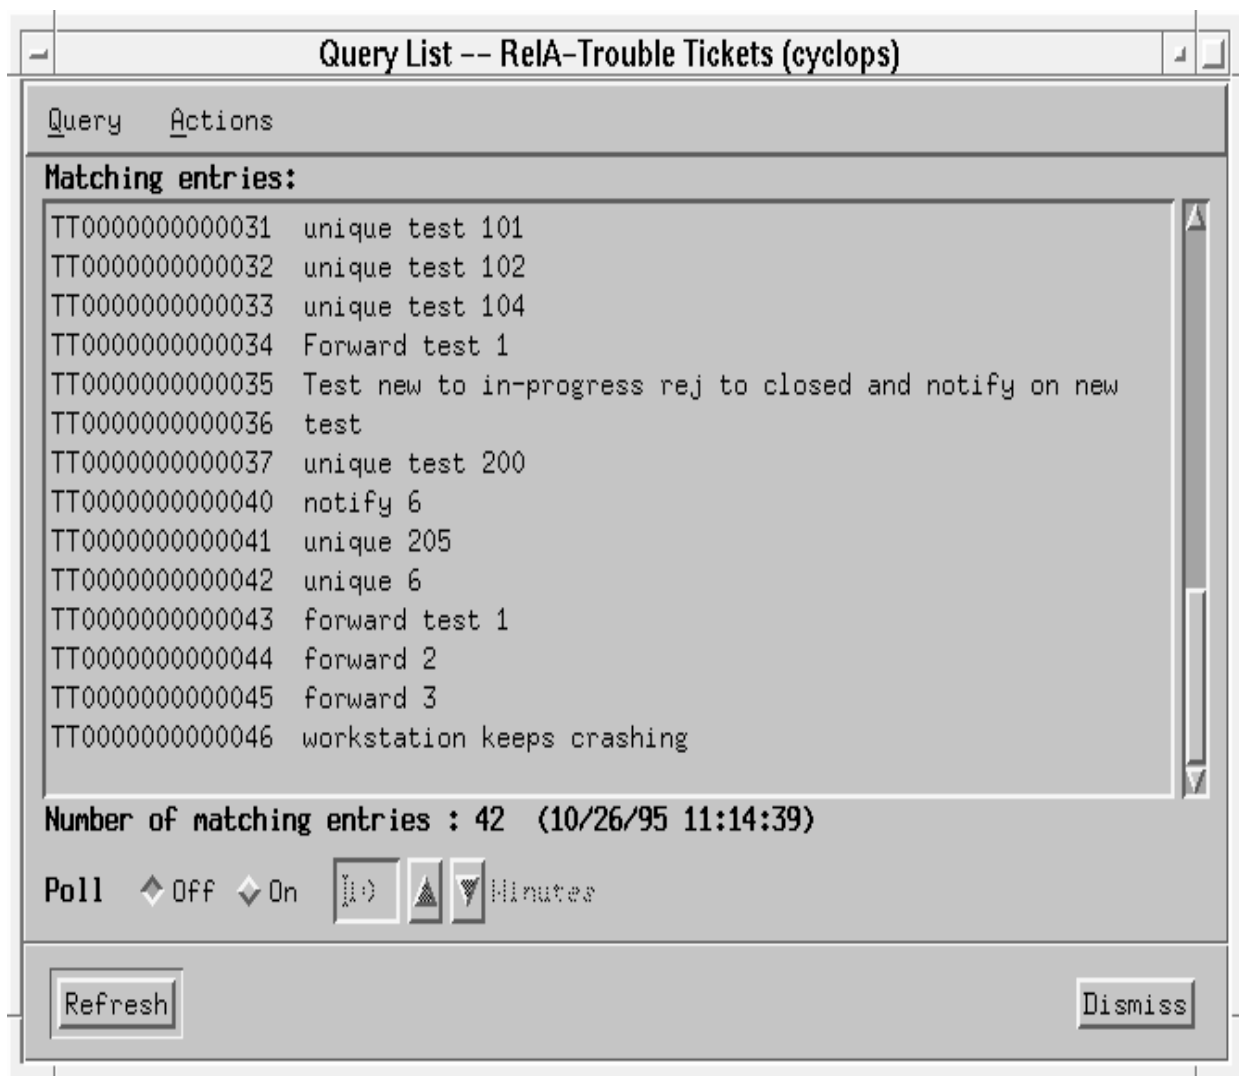 Query List -- RelA-Trouble Tickets (cyclops)
Query Actions
Matching entries:
TT0000000000031 unique test 101
TT0000000000032 unique test 102
TT0000000000033 unique test 104
TT0000000000034 Forward test 1
TT0000000000035 Test new to in-progress rej to closed and notify on new
TT0000000000036 test
TT0000000000037 unique test 200
TT0000000000040 notify 6
TT0000000000041 unique 205
TT0000000000042 unique 6
TT0000000000043 forward test 1
TT0000000000044 forward 2
TT0000000000045 forward 3
TT0000000000046 workstation keeps crashing
Number of matching entries : 42 (10/26/95 11:14:39)
Poll Off On Minutes
Refresh Dismiss